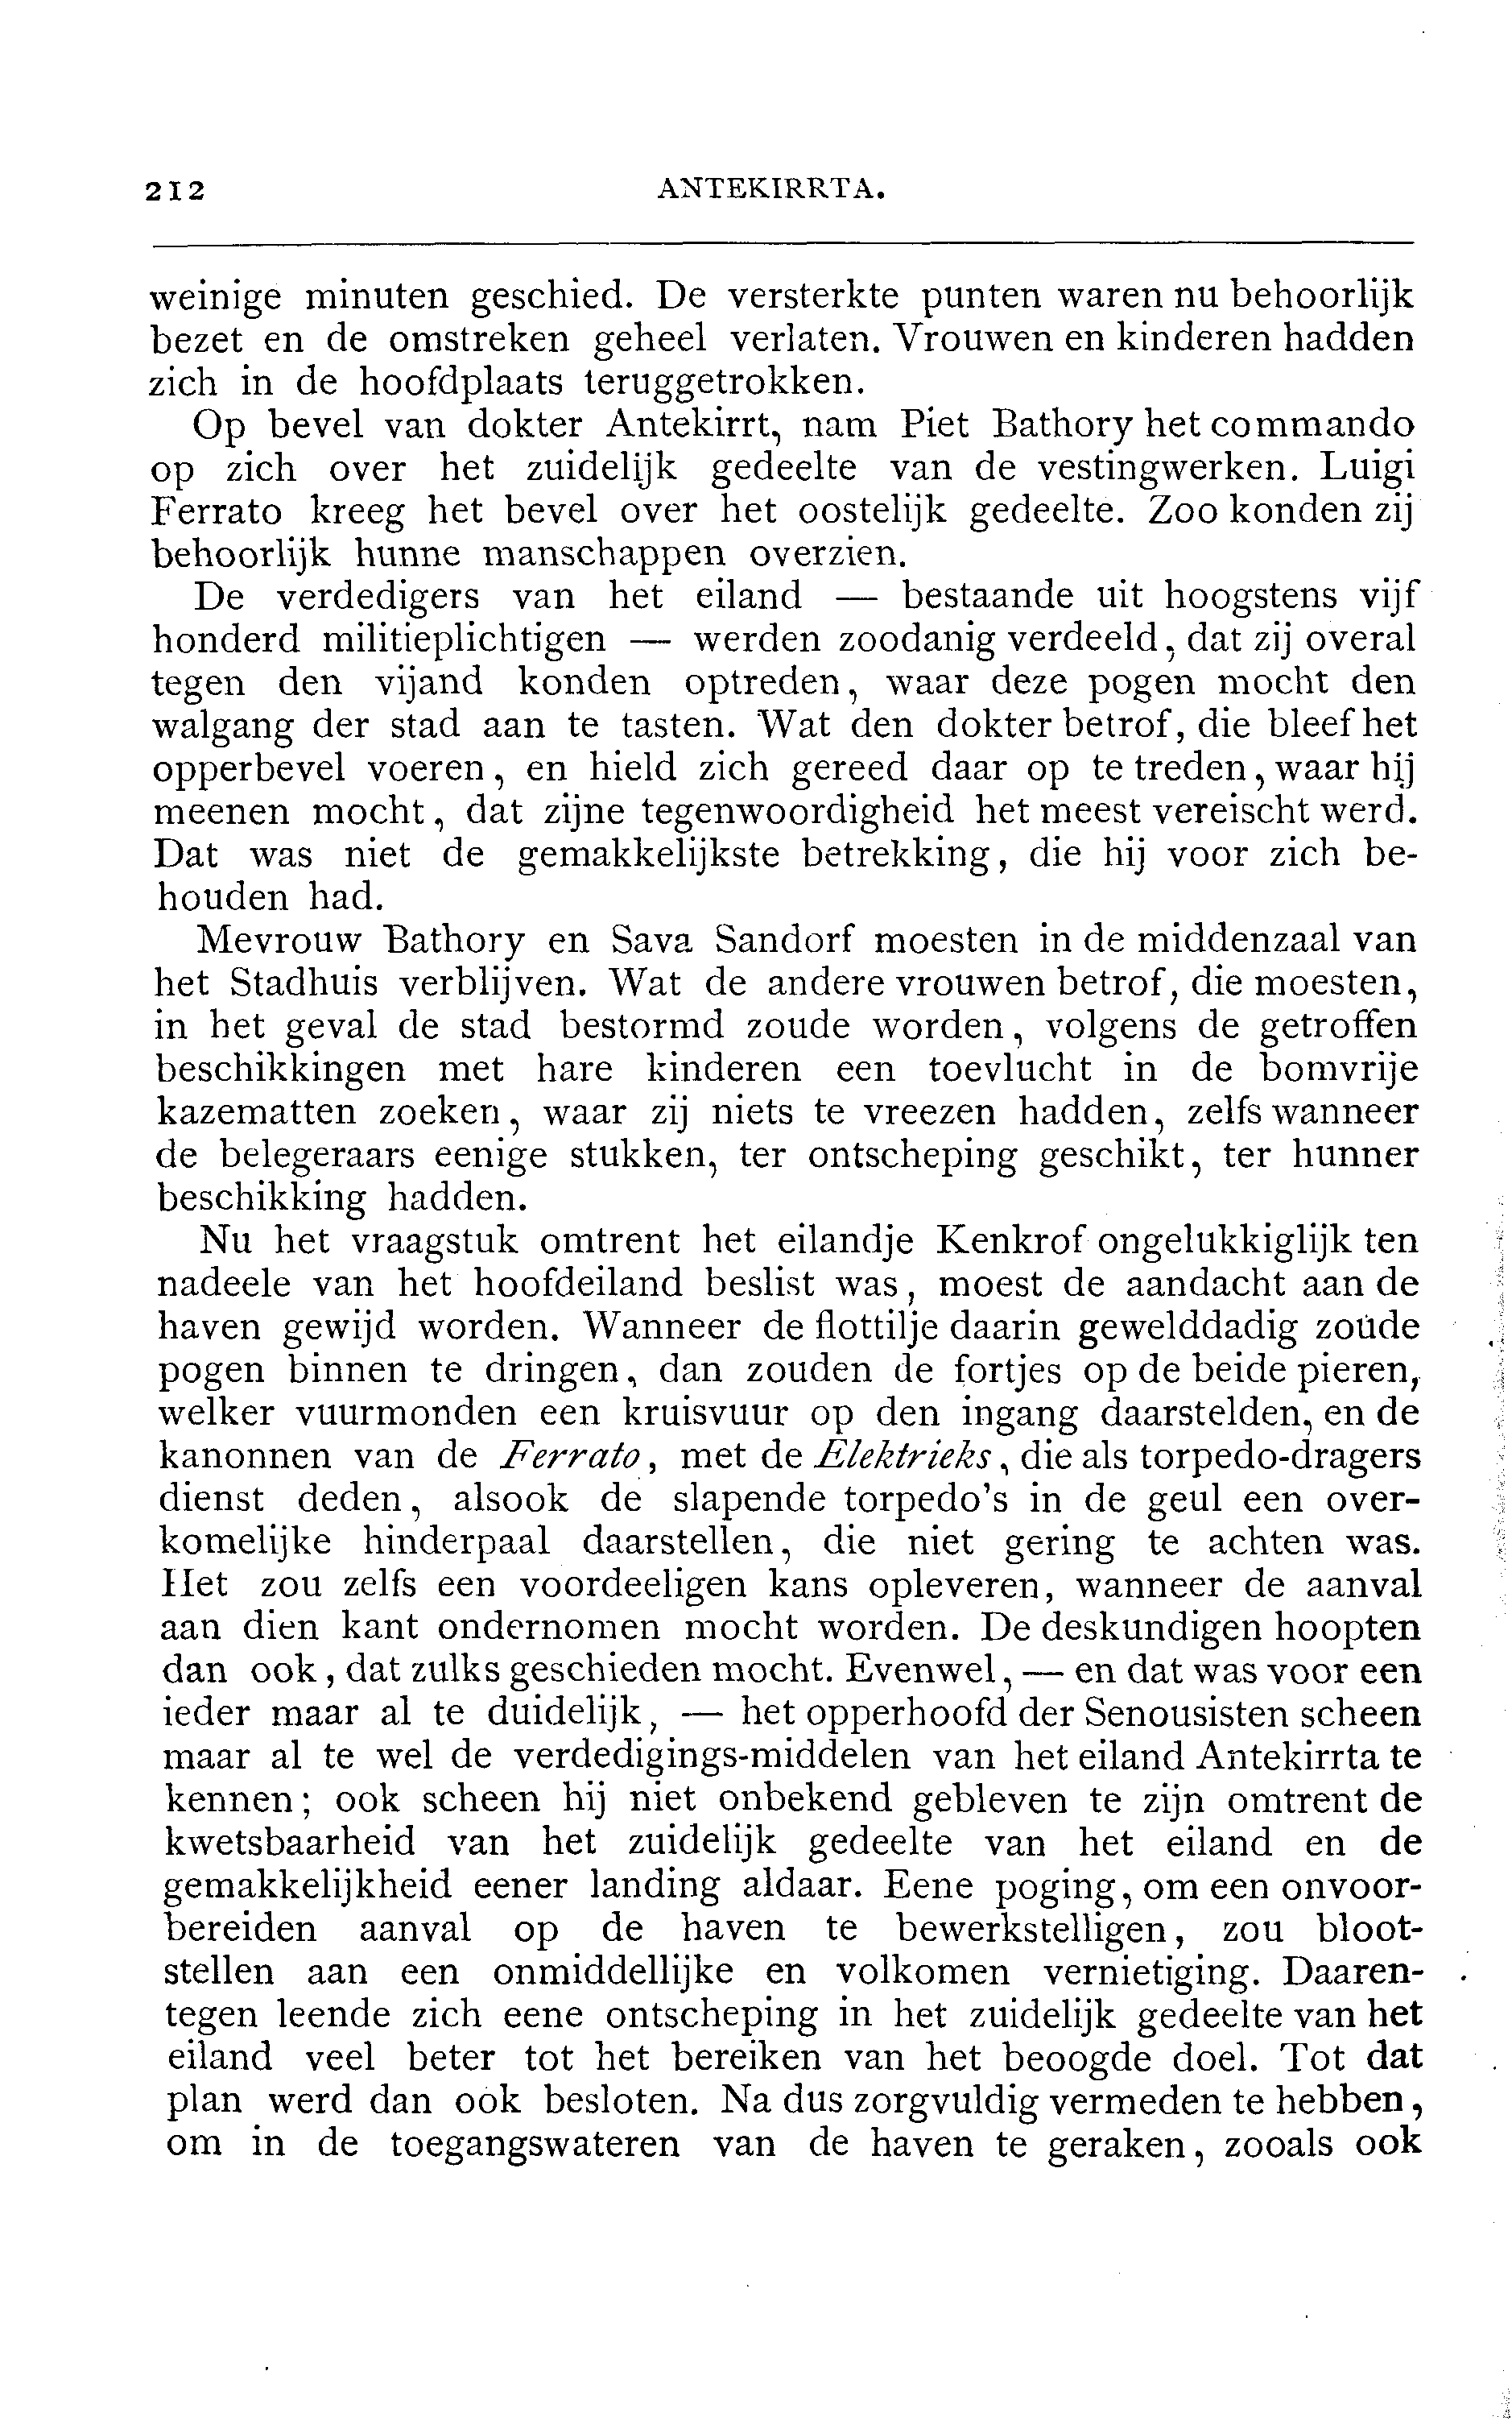 212 ANTEKIRRTA.
weinige minuten geschied. De versterkte punten waren nu behoorlijk
bezet en de omstreken geheel verlaten. Vrouwen en kinderen hadden
zich in de hoofdplaats teruggetrokken.
Op bevel van dokter Antekirrt, nam Piet Bathory het commando
op zich over het zuidelijk gedeelte van de vestingwerken. Luigi
Ferrato kreeg het bevel over het oostelijk gedeelte. Zoo konden zij
behoorlijk hunne manschappen overzien.
De verdedigers van het eiland — bestaande uit hoogstens vijf
honderd militieplichtigen — werden zoodanig verdeeld, dat zij overal
tegen den vijand konden optreden, waar deze pogen mocht den
walgang der stad aan te tasten. Wat den dokter betrof, die bleef het
opperbevel voeren, en hield zich gereed daar op te treden, waar hij
meenen mocht, dat zijne tegenwoordigheid het meest vereischt werd.
Dat was niet de gemakkelijkste betrekking, die hij voor zich be-
houden had.
Mevrouw Bathory en Sava Sandorf moesten in de middenzaal van
het Stadhuis verblijven. Wat de andere vrouwen betrof, die moesten,
in het geval de stad bestormd zoude worden, volgens de getroffen
beschikkingen met hare kinderen een toevlucht in de bomvrije
kazematten zoeken, waar zij niets te vreezen hadden, zelfs wanneer
de belegeraars eenige stukken, ter ontscheping geschikt, ter hunner
beschikking hadden.
Nu het vraagstuk omtrent het eilandje Kenkrof ongelukkiglijk ten
nadeele van het hoofdeiland beslist was, moest de aandacht aan de
haven gewijd worden. Wanneer de flottilje daarin gewelddadig zoude
pogen binnen te dringen, dan zouden de fortjes op de beide pieren,
welker vuurmonden een kruisvuur op den ingang daarstelden, en de
kanonnen van de Ferrato, met de Elektrieks, die als torpedo-dragers
dienst deden, alsook de slapende torpedo's in de geul een over-
komelijke hinderpaal daarstellen, die niet gering te achten was.
Het zou zelfs een voordeeligen kans opleveren, wanneer de aanval
aan dien kant ondernomen mocht worden. De deskundigen hoopten
dan ook, dat zulks geschieden mocht. Evenwel, — en dat was voor een
ieder maar al te duidelijk, — het opperhoofd der Senousisten scheen
maar al te wel de verdedigings-middelen van het eiland Antekirrta te
kennen; ook scheen hij niet onbekend gebleven te zijn omtrent de
kwetsbaarheid van het zuidelijk gedeelte van het eiland en de
gemakkelijkheid eener landing aldaar. Eene poging, om een onvoor-
bereiden aanval op de haven te bewerkstelligen, zou bloot-
stellen aan een onmiddellijke en volkomen vernietiging. Daaren-
tegen leende zich eene ontscheping in het zuidelijk gedeelte van het
eiland veel beter tot het bereiken van het beoogde doel. Tot dat
plan werd dan ook besloten. Na dus zorgvuldig vermeden te hebben,
om in de toegangswateren van de haven te geraken, zooals ook